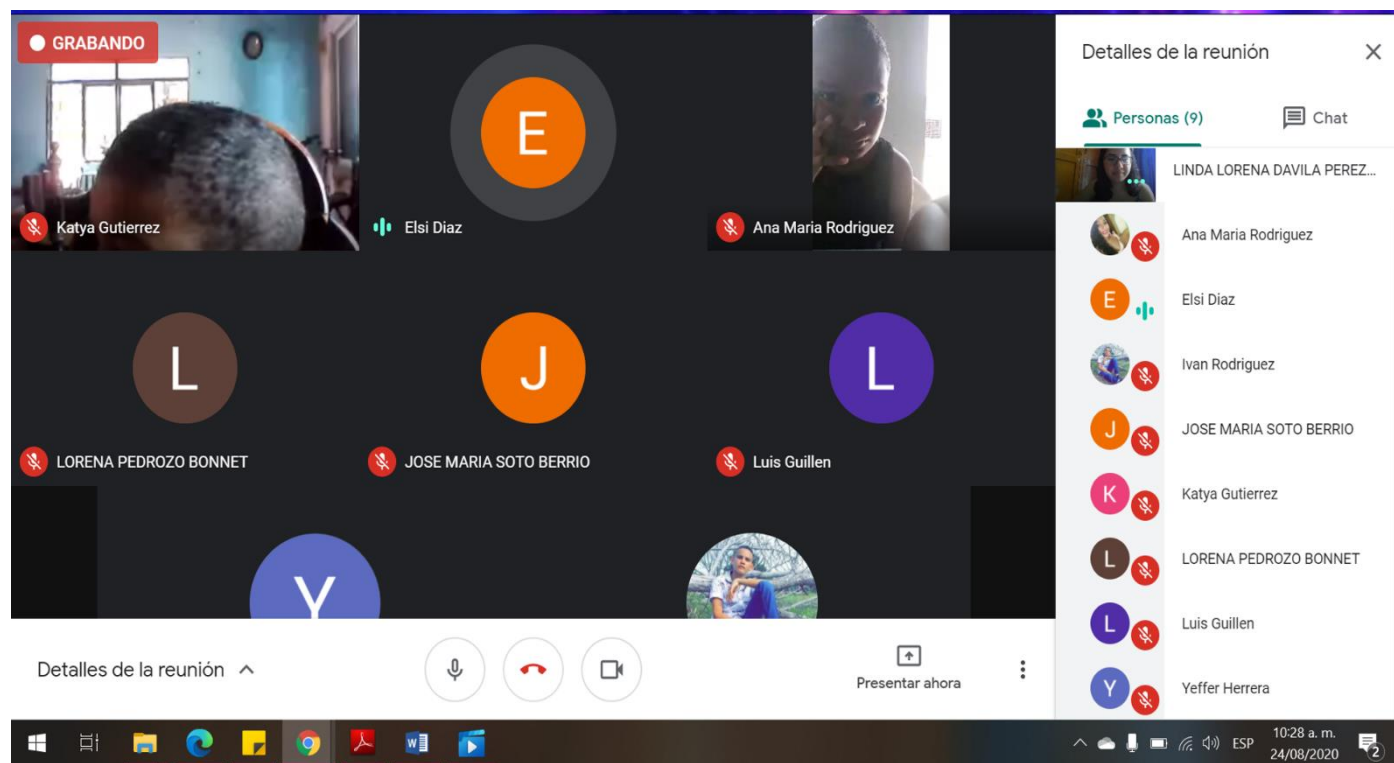 GRABANDO
Katya Gutierrez
E
Elsi Diaz
Ana Maria Rodriguez
L
LORENA PEDROZO BONNET
J
JOSE MARIA SOTO BERRIO
L
Luis Guillen
Y
Detalles de la reunión
Presentar ahora
Detalles de la reunión
Personas (9)
Chat
LINDA LORENA DAVILA PEREZ...
Ana Maria Rodriguez
E
Elsi Diaz
Ivan Rodriguez
J
JOSE MARIA SOTO BERRIO
K
Katya Gutierrez
L
LORENA PEDROZO BONNET
L
Luis Guillen
Y
Yeffer Herrera
W
ESP
10:28 a. m.
24/08/2020
2